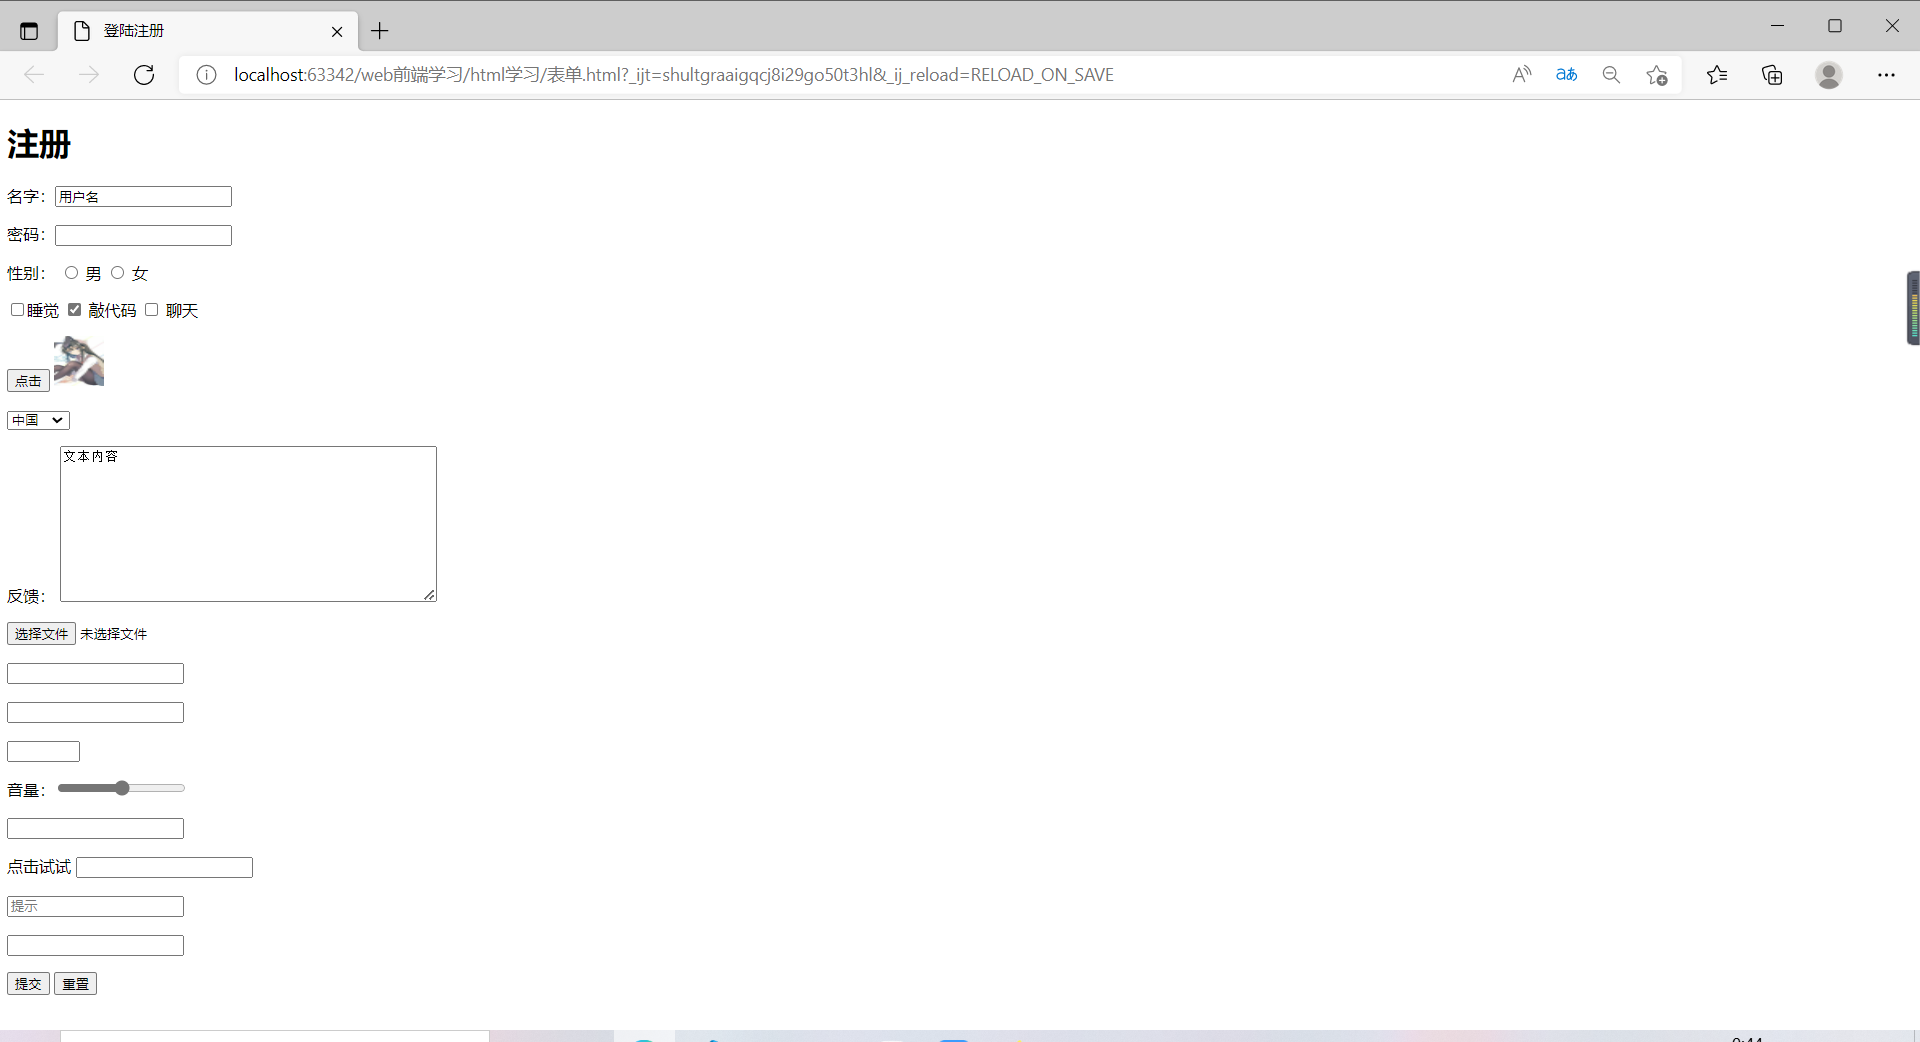 登陆注册
localhost:63342/web前端学习/html学习/表单.html?_ijt=shultgraaigqcj8i29go50t3hl&_ij_reload=RELOAD_ON_SAVE
注册
名字：用户名
密码：
性别： 男 女
睡觉 敲代码 聊天
点击
中国
文本内容
反馈：
选择文件 未选择文件
音量：
点击试试
提示
提交 重置